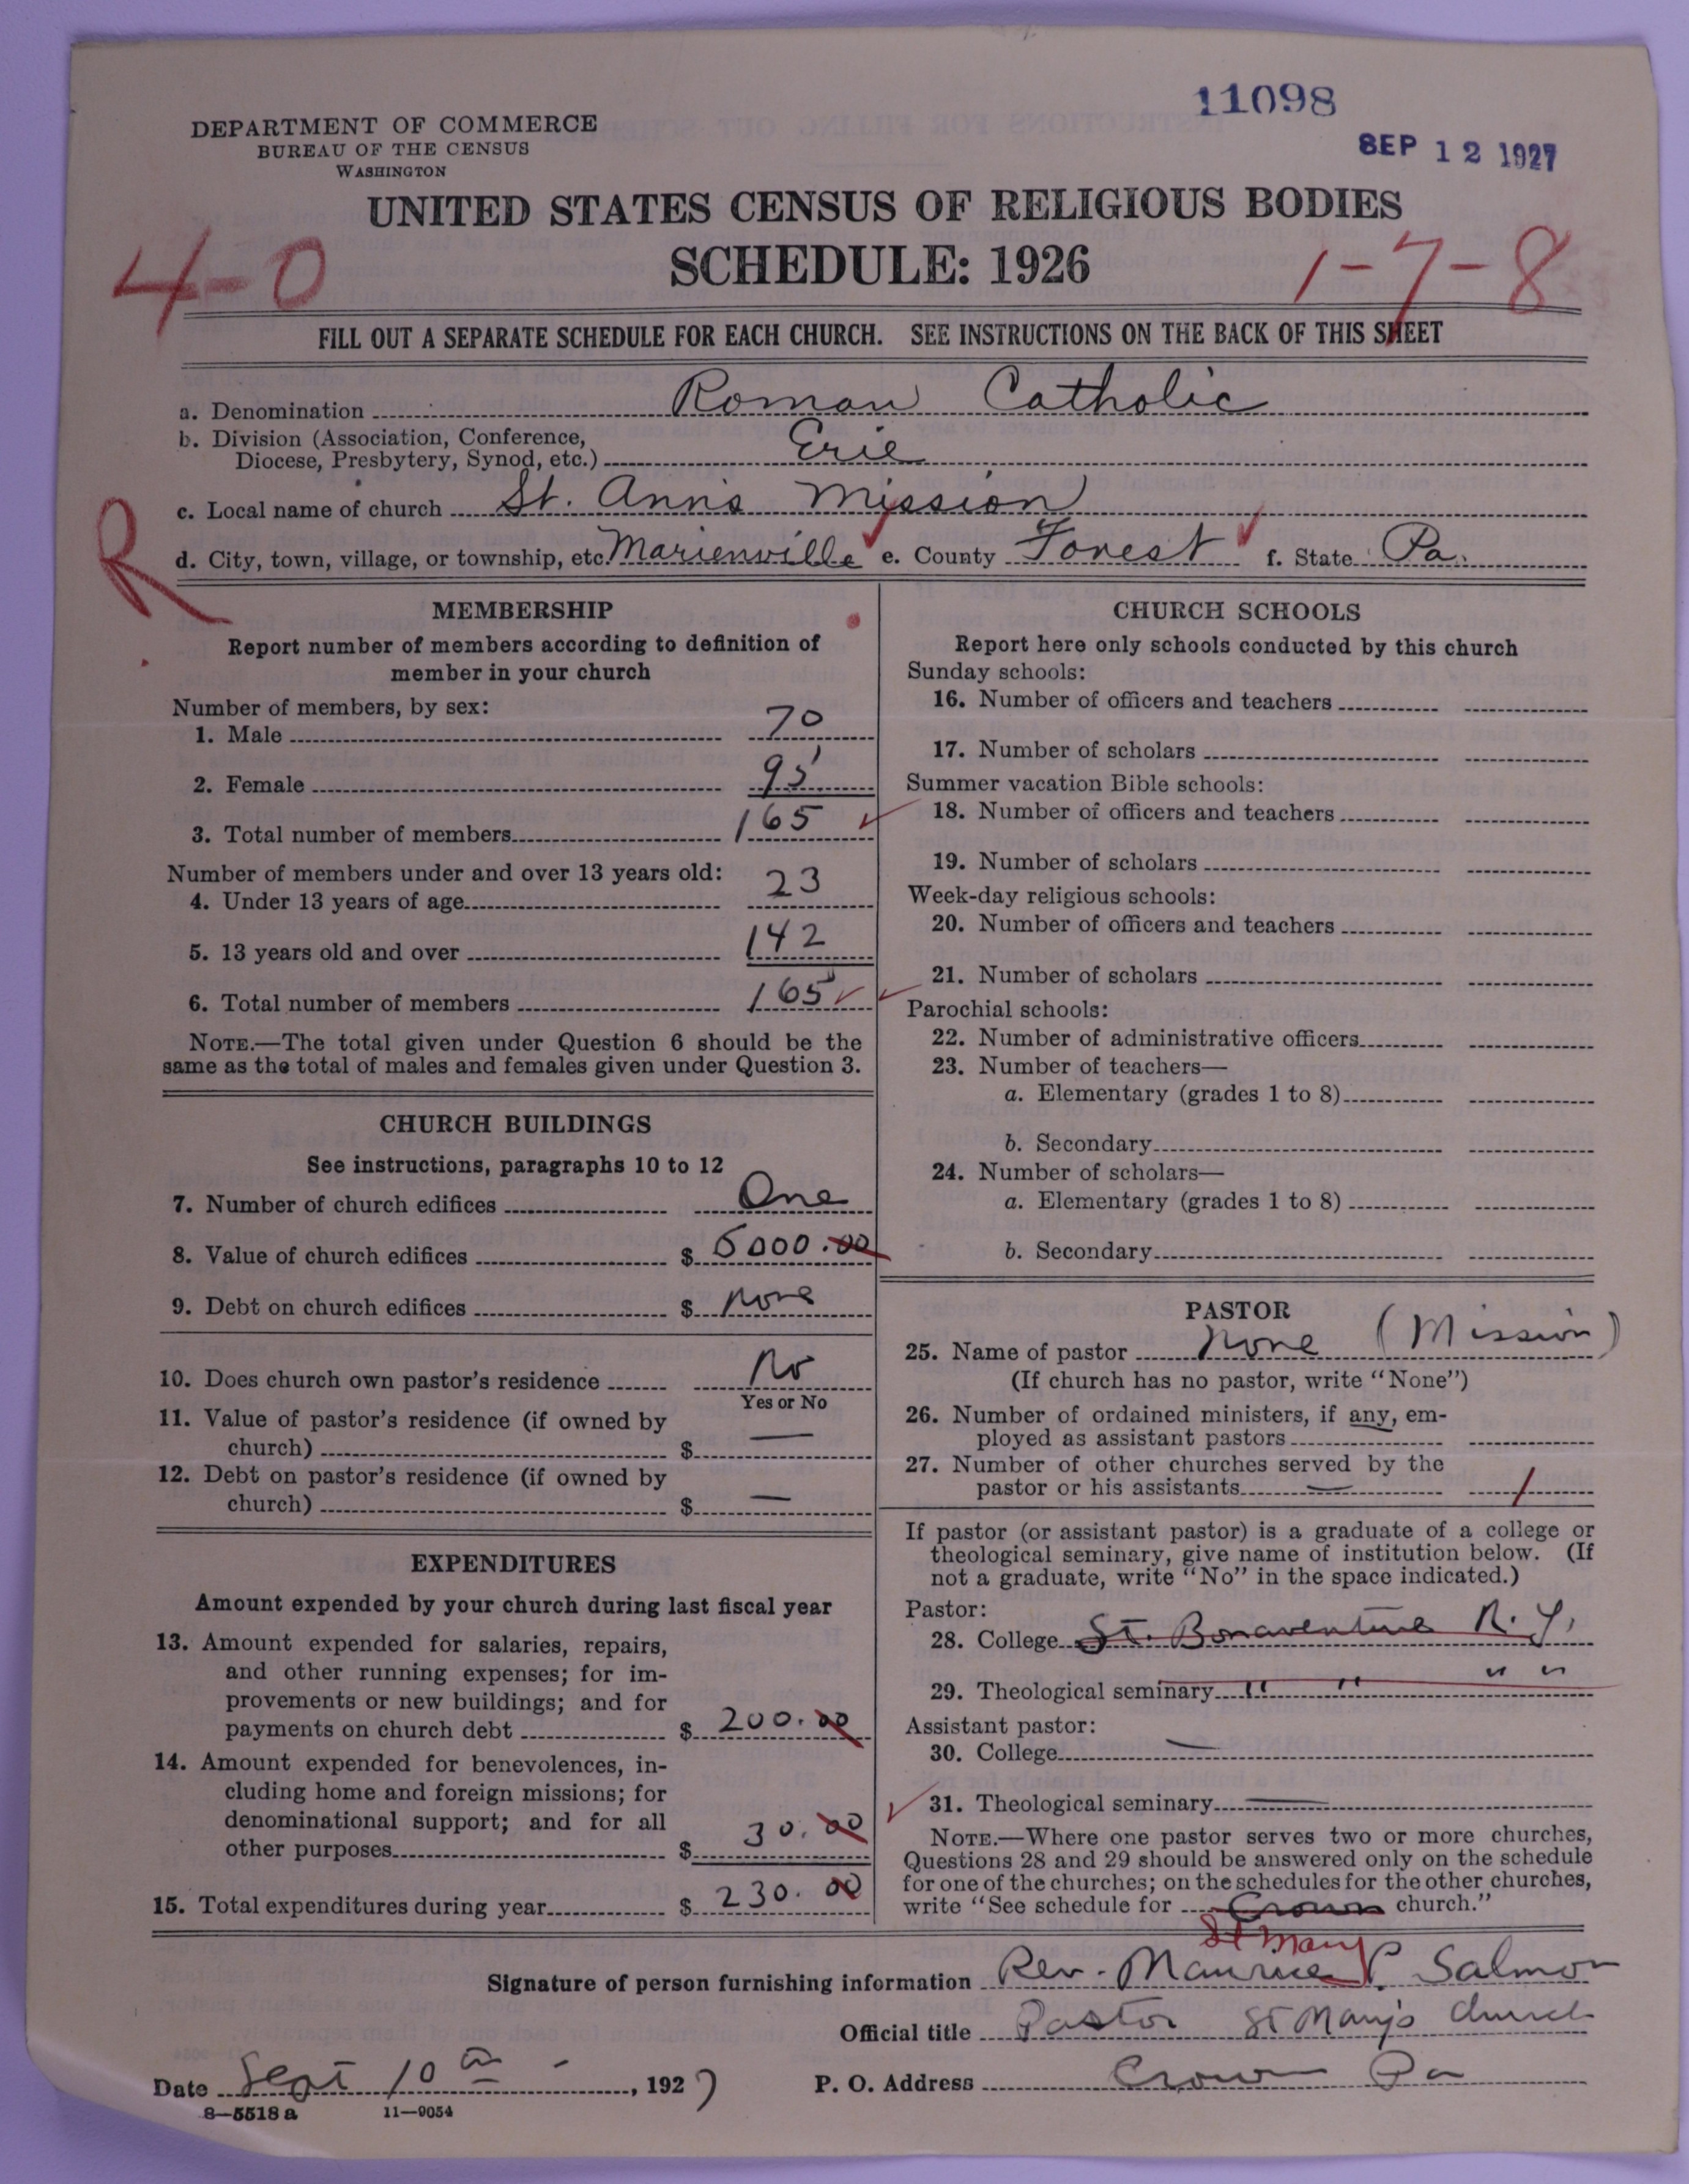 11098
SEP 12 1927
DEPARTMENT OF COMMERCE
BUREAU OF THE CENSUS
WASHINGTON
UNITED STATES CENSUS OF RELIGIOUS BODIES
SCHEDULE: 1926
4-0
1-7-8
FILL OUT A SEPARATE SCHEDULE FOR EACH CHURCH. SEE INSTRUCTIONS ON THE BACK OF THIS SHEET
a. Denomination Roman Catholic
b. Division (Association, Conference,
Diocese, Presbytery, Synod, etc.) Erie
c. Local name of church St. Ann's Mission
R
d. City, town, village, or township, etc. Marienville e. County Forest f. State Pa.
MEMBERSHIP
Report number of members according to definition of
member in your church
Number of members, by sex:
1. Male 70
2. Female 95
3. Total number of members 165
Number of members under and over 13 years old:
4. Under 13 years of age 23
5. 13 years old and over 142
6. Total number of members 165
NOTE.—The total given under Question 6 should be the
same as the total of males and females given under Question 3.
CHURCH BUILDINGS
See instructions, paragraphs 10 to 12
7. Number of church edifices One
8. Value of church edifices $ 5000.00
9. Debt on church edifices $ none
10. Does church own pastor's residence No
Yes or No
11. Value of pastor's residence (if owned by
church) $ —
12. Debt on pastor's residence (if owned by
church) $ —
EXPENDITURES
Amount expended by your church during last fiscal year
13. Amount expended for salaries, repairs,
and other running expenses; for im-
provements or new buildings; and for
payments on church debt $ 200.00
14. Amount expended for benevolences, in-
cluding home and foreign missions; for
denominational support; and for all
other purposes $ 30.00
15. Total expenditures during year $ 230.00
CHURCH SCHOOLS
Report here only schools conducted by this church
Sunday schools:
16. Number of officers and teachers
17. Number of scholars
Summer vacation Bible schools:
18. Number of officers and teachers
19. Number of scholars
Week-day religious schools:
20. Number of officers and teachers
21. Number of scholars
Parochial schools:
22. Number of administrative officers
23. Number of teachers—
a. Elementary (grades 1 to 8)
b. Secondary
24. Number of scholars—
a. Elementary (grades 1 to 8)
b. Secondary
PASTOR
25. Name of pastor None (Mission)
(If church has no pastor, write "None")
26. Number of ordained ministers, if any, em-
ployed as assistant pastors
27. Number of other churches served by the
pastor or his assistants — 1
If pastor (or assistant pastor) is a graduate of a college or
theological seminary, give name of institution below. (If
not a graduate, write "No" in the space indicated.)
Pastor:
28. College St. Bonaventure N.Y.
29. Theological seminary " " " "
Assistant pastor:
30. College —
31. Theological seminary —
NOTE.—Where one pastor serves two or more churches,
Questions 28 and 29 should be answered only on the schedule
for one of the churches; on the schedules for the other churches,
write "See schedule for Crown church."
St Mary
Signature of person furnishing information Rev. Maurice P. Salmon
Official title Pastor St Mary's Church
Date Sept 10 th - , 1927 P. O. Address Crown Pa
8—5518 a 11—9054